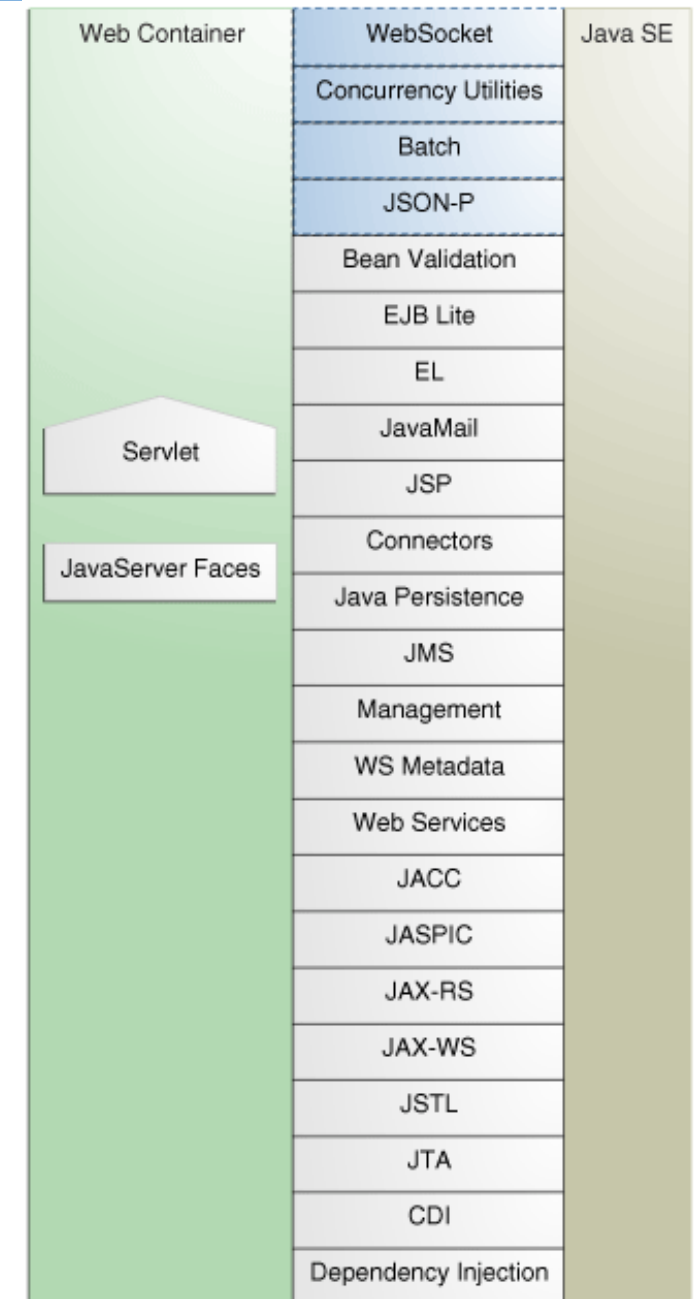 Web Container
Servlet
JavaServer Faces
WebSocket
Concurrency Utilities
Batch
JSON-P
Bean Validation
EJB Lite
EL
JavaMail
JSP
Connectors
Java Persistence
JMS
Management
WS Metadata
Web Services
JACC
JASPIC
JAX-RS
JAX-WS
JSTL
JTA
CDI
Dependency Injection
Java SE